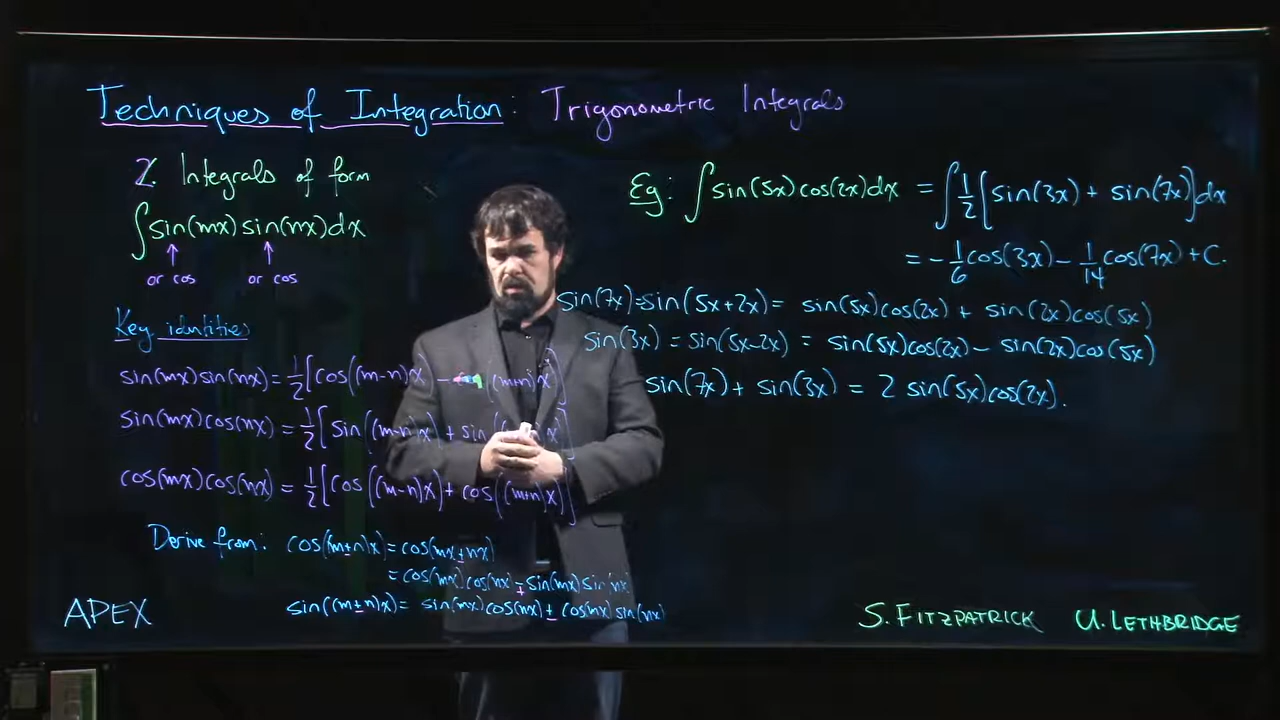 Techniques of Integration: Trigonometric Integrals
2. Integrals of form
∫sin(mx)sin(nx)dx
↑ ↑
or cos or cos
Key identities
sin(mx)sin(nx) = 1/2[cos((m-n)x) - ((m+n)x)]
sin(mx)cos(nx) = 1/2[sin((m-n)x) + sin
cos(mx)cos(nx) = 1/2[cos((m-n)x) + cos((m+n)x)]
Derive from: cos((m±n)x) = cos(mx±nx)
= cos(mx)cos(nx) ∓ sin(mx)sin(nx)
sin((m±n)x) = sin(mx)cos(nx) ± cos(mx)sin(nx)
APEX
Eg: ∫sin(5x)cos(2x)dx = ∫1/2[sin(3x) + sin(7x)]dx
= -1/6 cos(3x) - 1/14 cos(7x) + C.
sin(7x) = sin(5x+2x) = sin(5x)cos(2x) + sin(2x)cos(5x)
sin(3x) = sin(5x-2x) = sin(5x)cos(2x) - sin(2x)cos(5x)
sin(7x) + sin(3x) = 2 sin(5x)cos(2x).
S. FITZPATRICK U. LETHBRIDGE